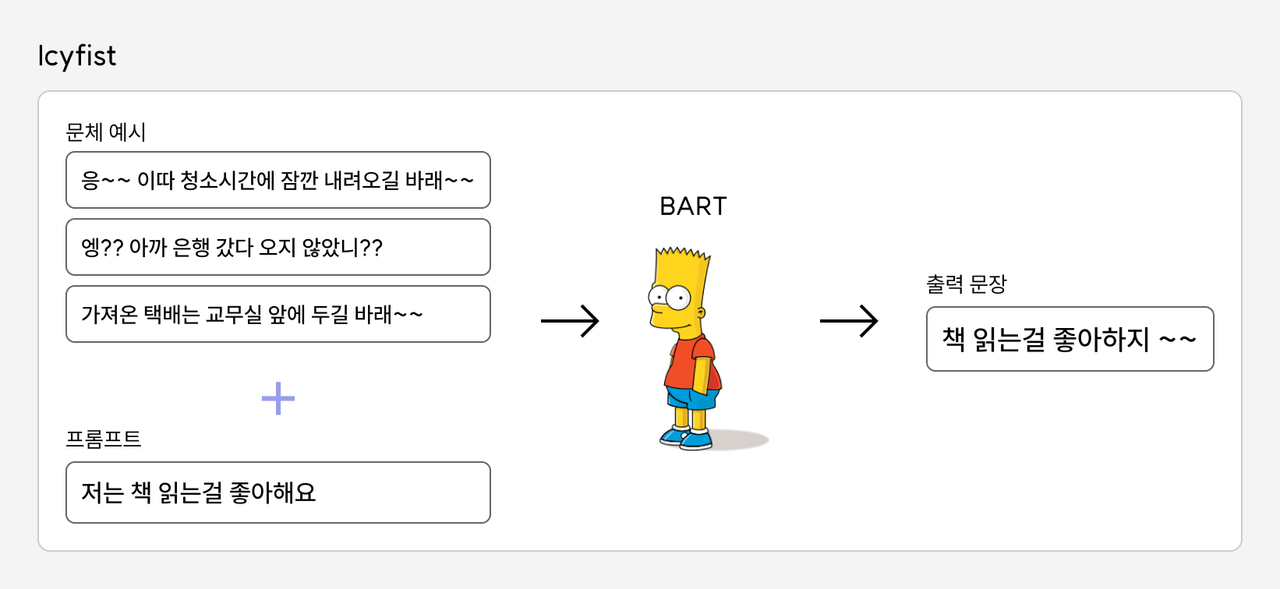 Icyfist
문체 예시
응~~ 이따 청소시간에 잠깐 내려오길 바래~~
엥?? 아까 은행 갔다 오지 않았니??
가져온 택배는 교무실 앞에 두길 바래~~
+
프롬프트
저는 책 읽는걸 좋아해요
BART
출력 문장
책 읽는걸 좋아하지 ~~